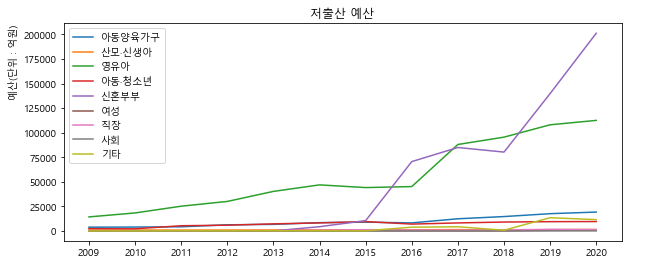 저출산 예산
예산(단위 : 억원)
200000
175000
150000
125000
100000
75000
50000
25000
0
아동양육가구
산모·신생아
영유아
아동·청소년
신혼부부
여성
직장
사회
기타
2009 2010 2011 2012 2013 2014 2015 2016 2017 2018 2019 2020